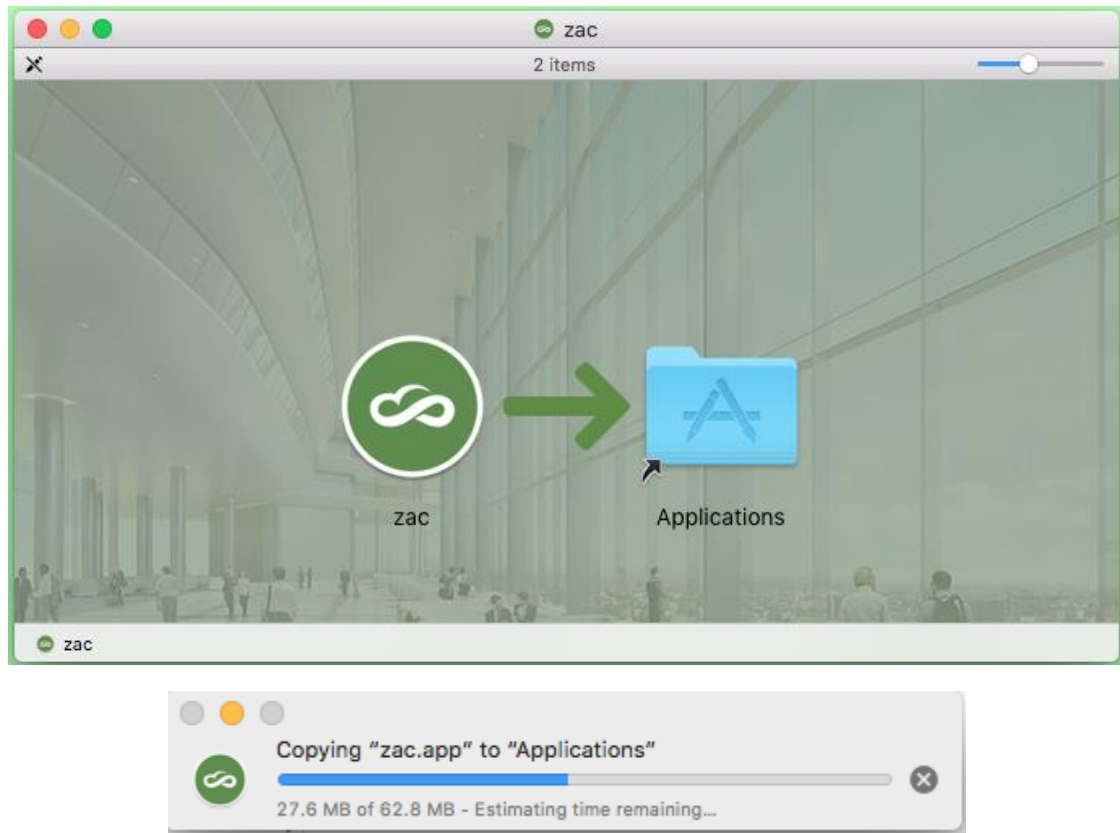 zac
2 items
zac
Applications
zac
Copying “zac.app” to “Applications”
27.6 MB of 62.8 MB - Estimating time remaining...